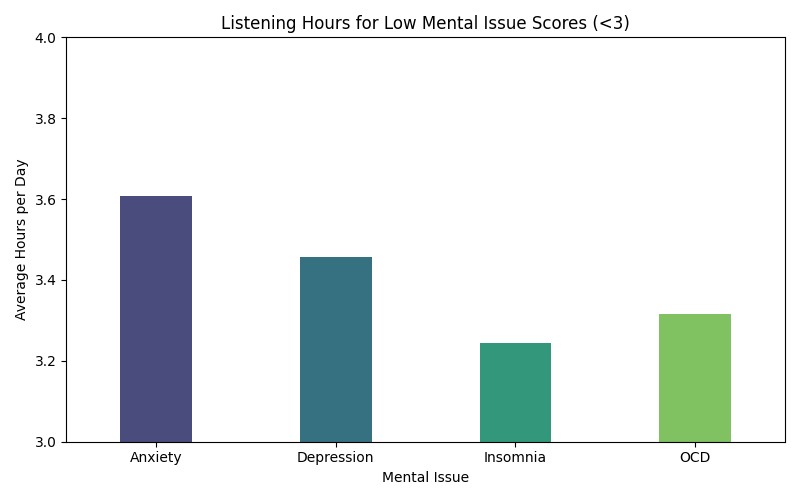 Listening Hours for Low Mental Issue Scores (<3)
4.0
3.8
3.6
3.4
3.2
3.0
Average Hours per Day
Anxiety Depression Insomnia OCD
Mental Issue